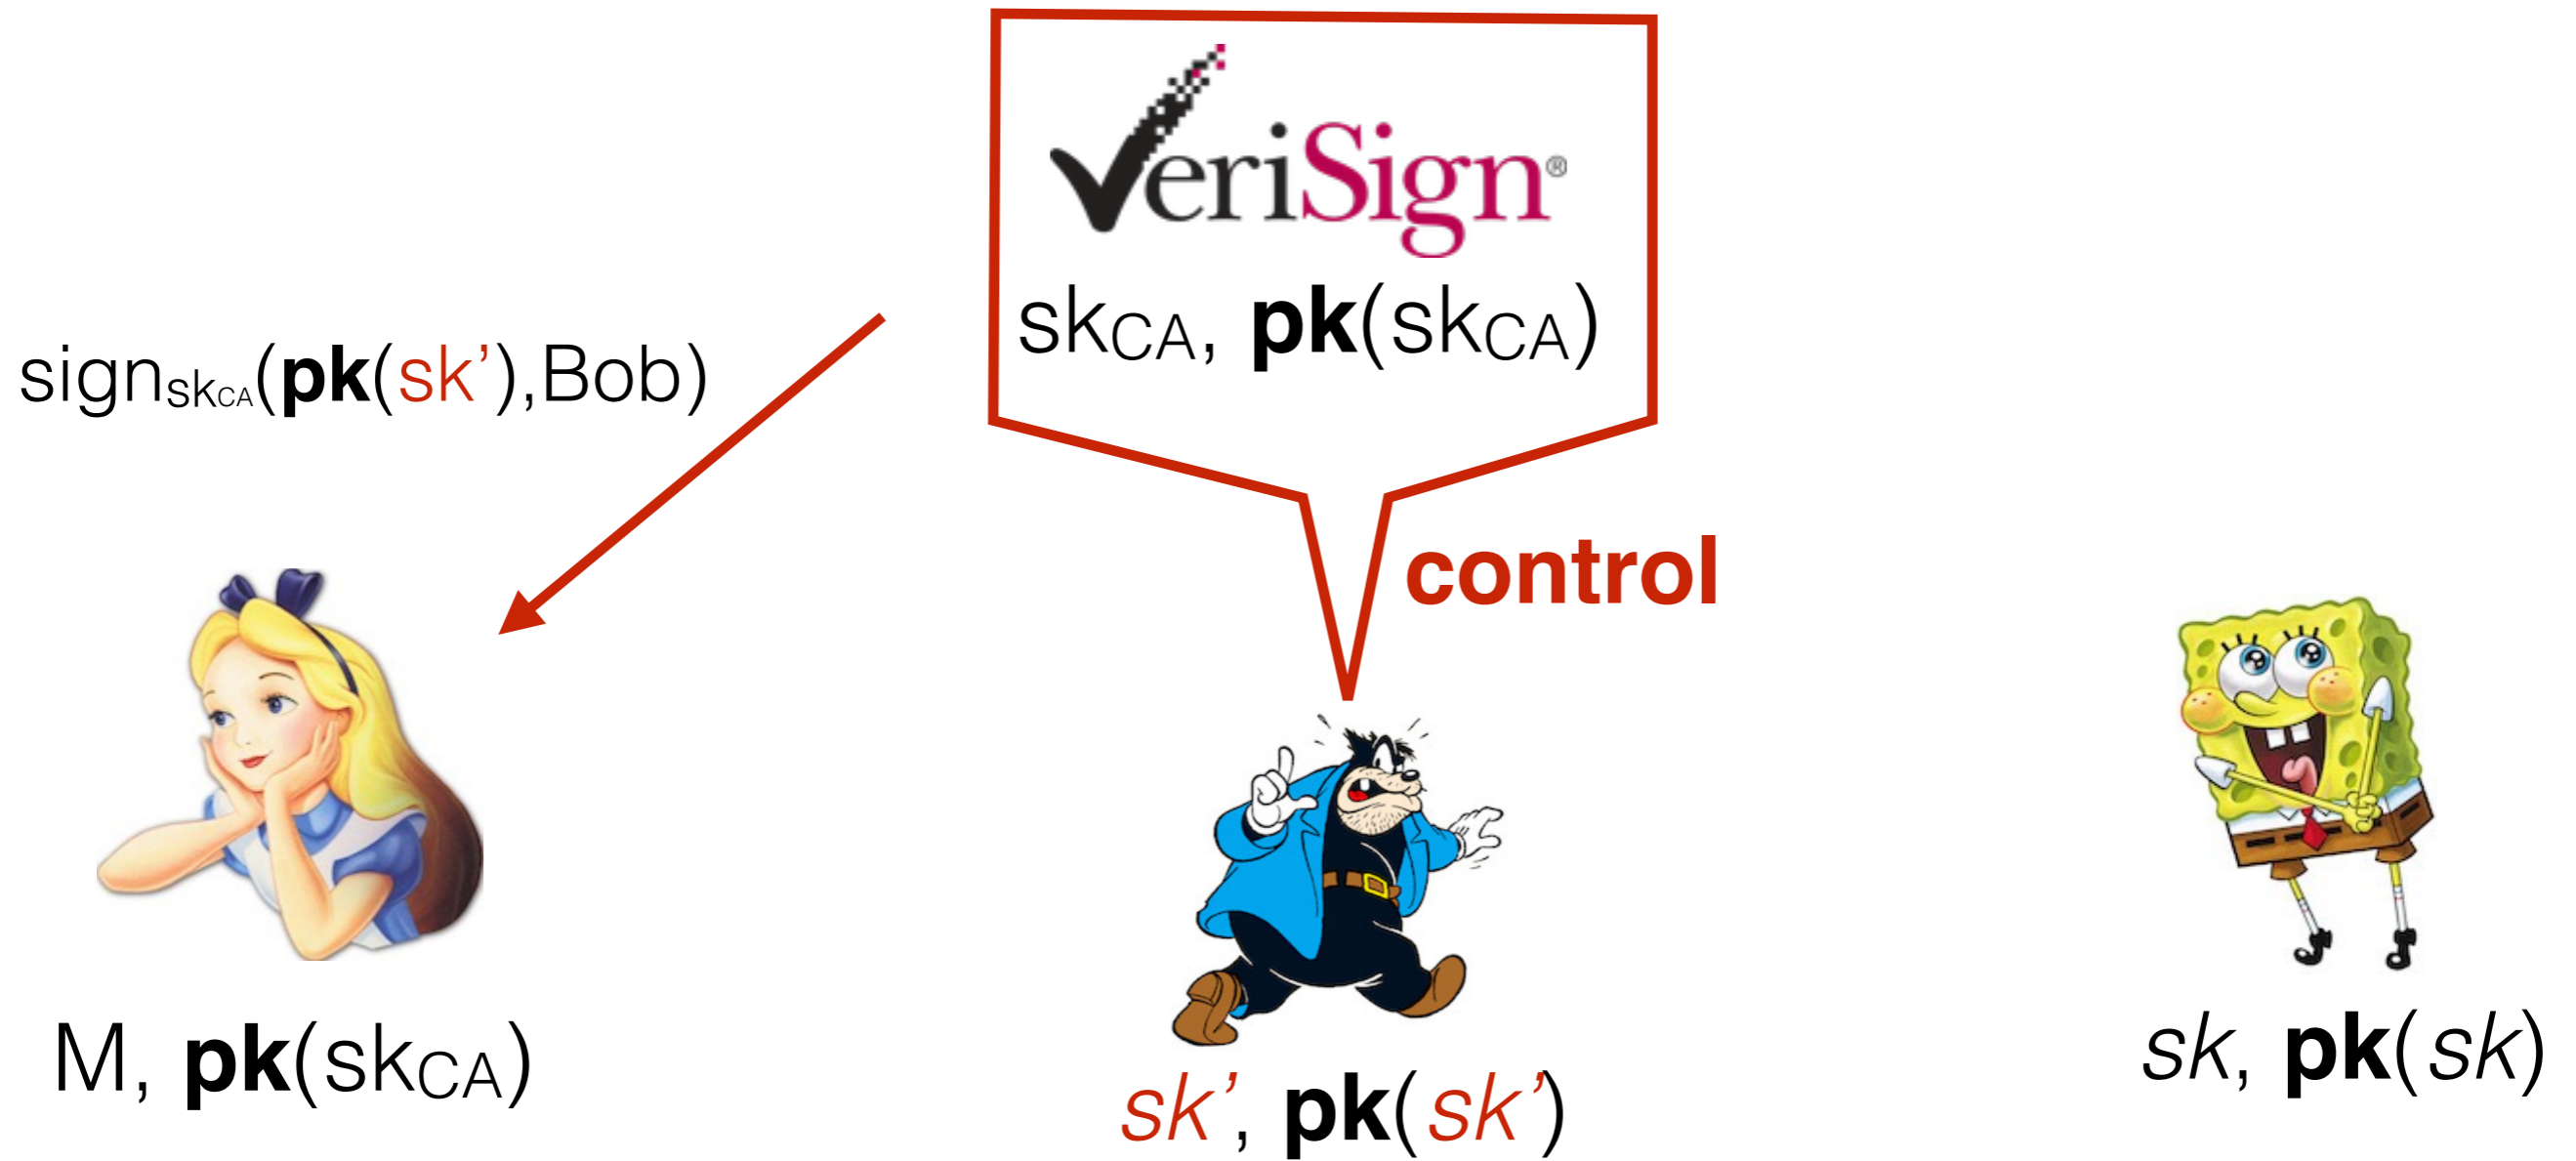 VeriSign®
skCA, pk(skCA)
signskCA(pk(sk’),Bob)
control
M, pk(skCA)
sk’, pk(sk’)
sk, pk(sk)